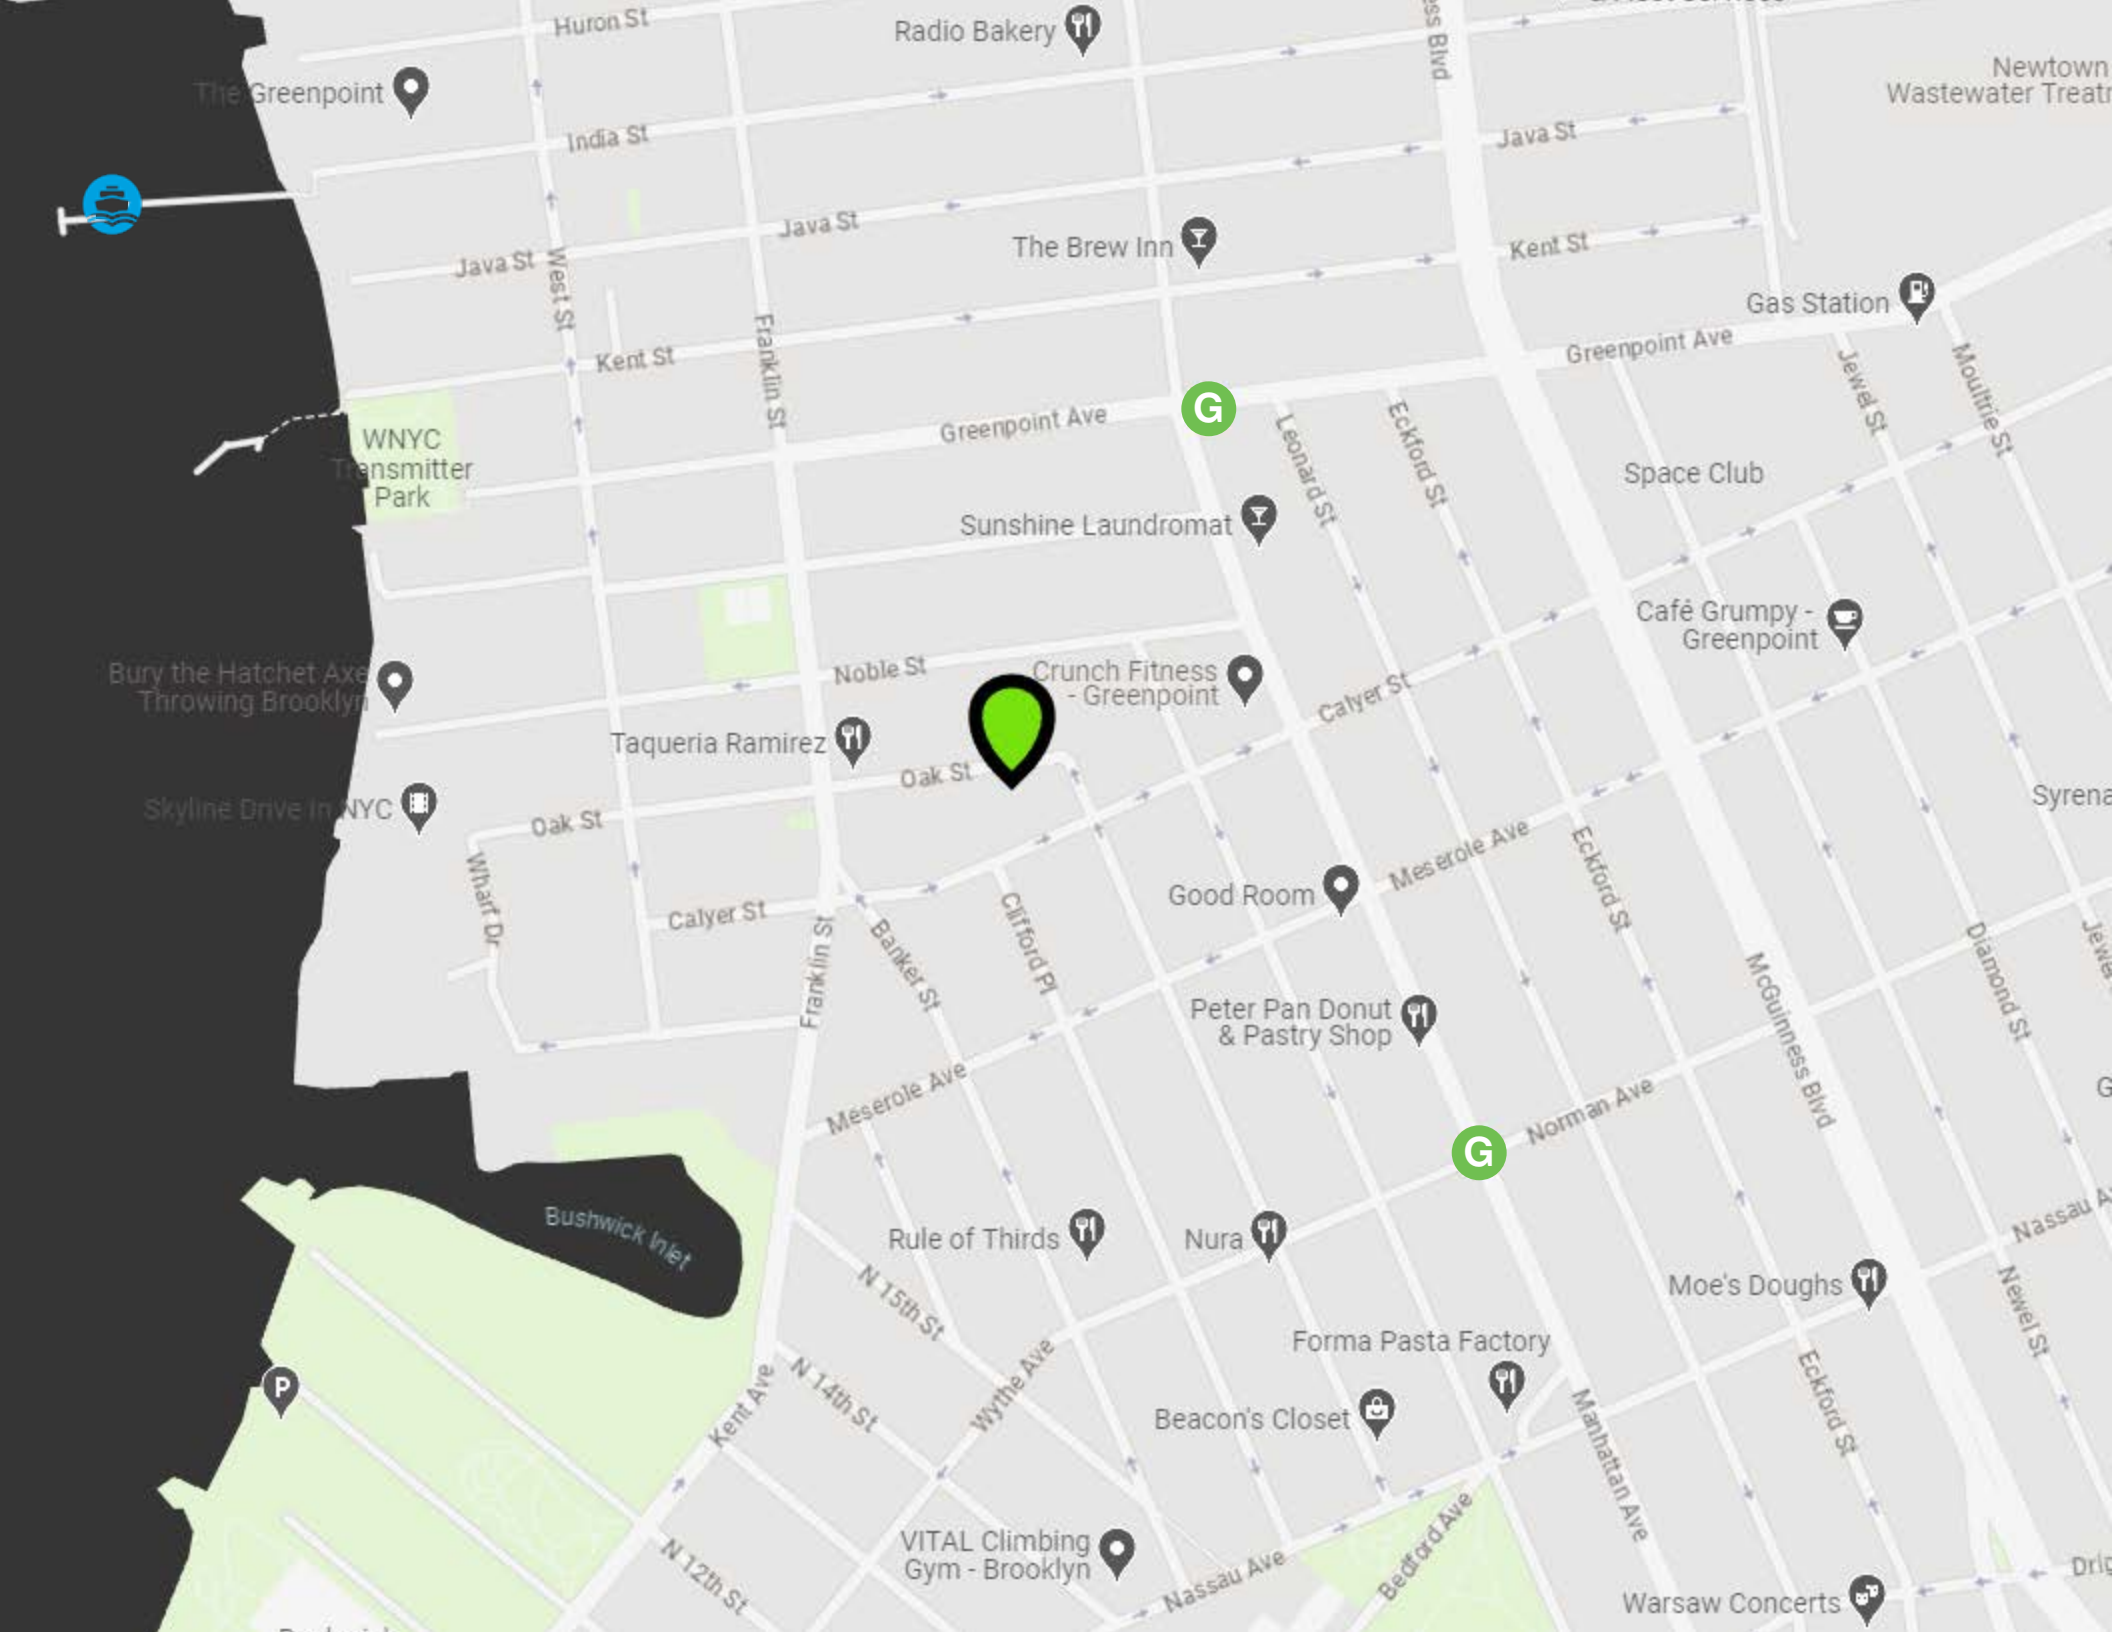 Huron St
Radio Bakery
ess Blvd
Newtown
Wastewater Treatr
The Greenpoint
India St
Java St
Java St
Java St
West St
The Brew Inn
Kent St
Gas Station
Franklin St
Kent St
Greenpoint Ave
Jewel St
Moultrie St
WNYC
Transmitter
Park
Greenpoint Ave
G
Leonard St
Eckford St
Space Club
Sunshine Laundromat
Café Grumpy -
Greenpoint
Bury the Hatchet Axe
Throwing Brooklyn
Noble St
Crunch Fitness
- Greenpoint
Calyer St
Taqueria Ramirez
Oak St
Skyline Drive In NYC
Oak St
Syrena
Wharf Dr
Good Room
Meserole Ave
Eckford St
Calyer St
Franklin St
Banker St
Clifford Pl
McGuinness Blvd
Diamond St
Jewe
Peter Pan Donut
& Pastry Shop
Meserole Ave
Norman Ave
G
G
Bushwick Inlet
Rule of Thirds
Nura
Nassau A
N 15th St
Moe's Doughs
Newel St
Forma Pasta Factory
Wythe Ave
Kent Ave
N 14th St
P
Beacon's Closet
Manhattan Ave
Eckford St
VITAL Climbing
Gym - Brooklyn
N 12th St
Nassau Ave
Bedford Ave
Drig
Warsaw Concerts